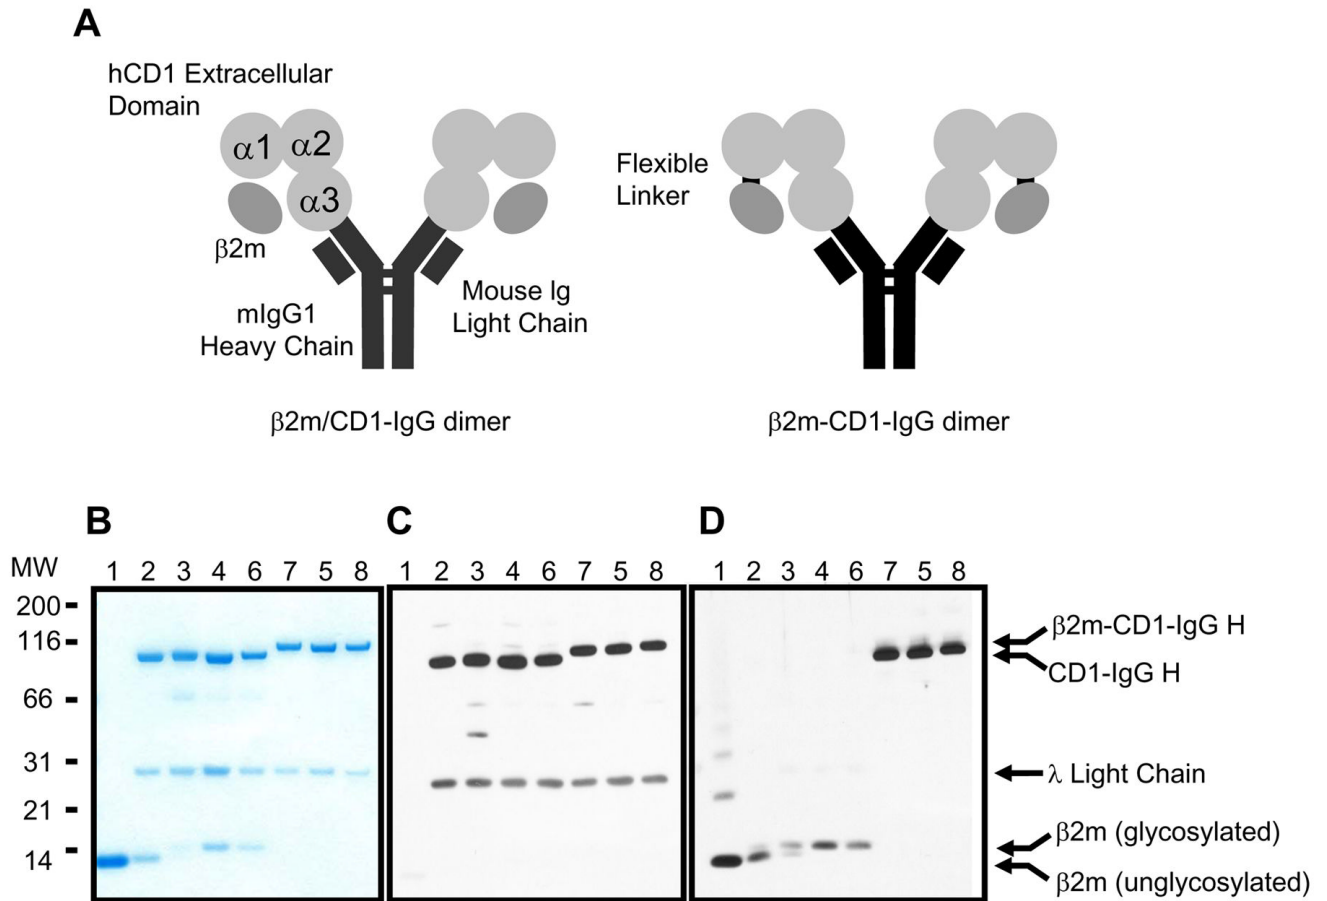 A
hCD1 Extracellular
Domain
α1 α2
α3
β2m
mIgG1
Heavy Chain
Mouse Ig
Light Chain
β2m/CD1-IgG dimer
Flexible
Linker
β2m-CD1-IgG dimer
B C D
MW 1 2 3 4 6 7 5 8 1 2 3 4 6 7 5 8 1 2 3 4 6 7 5 8
200
116
66
31
21
14
β2m-CD1-IgG H
CD1-IgG H
λ Light Chain
β2m (glycosylated)
β2m (unglycosylated)